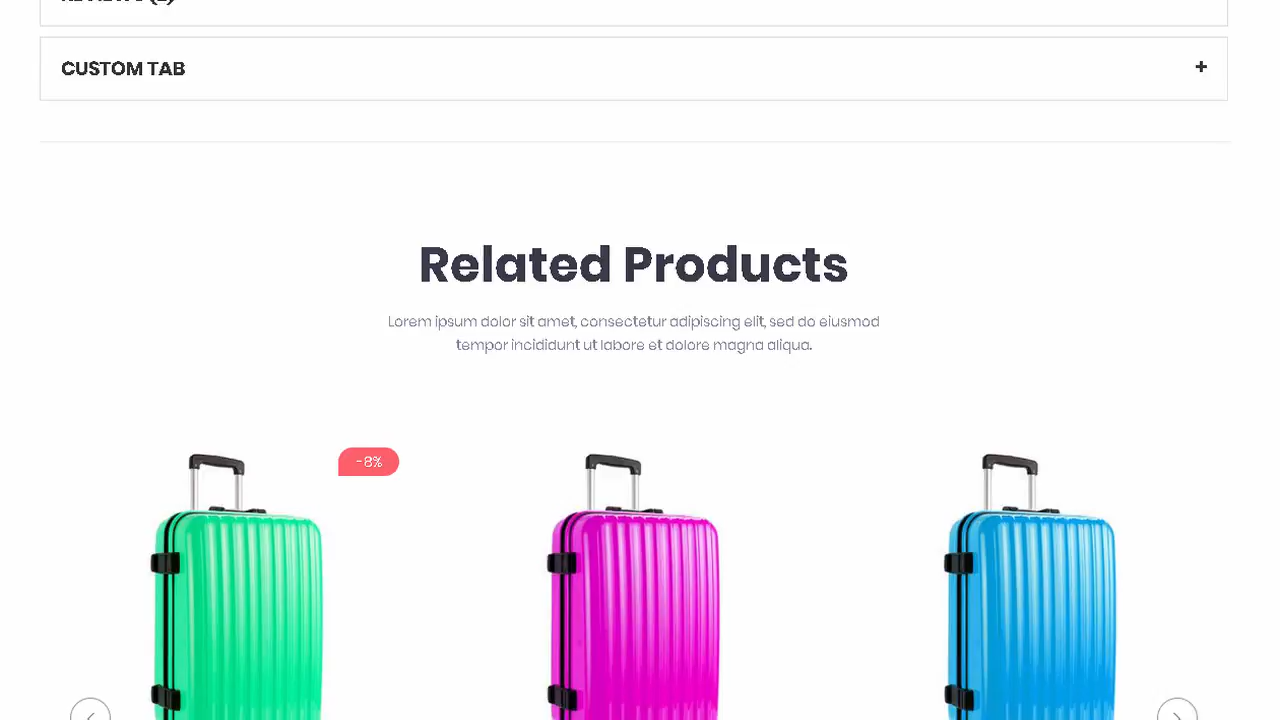 CUSTOM TAB
+
Related Products
Lorem ipsum dolor sit amet, consectetur adipiscing elit, sed do eiusmod
tempor incididunt ut labore et dolore magna aliqua.
-8%